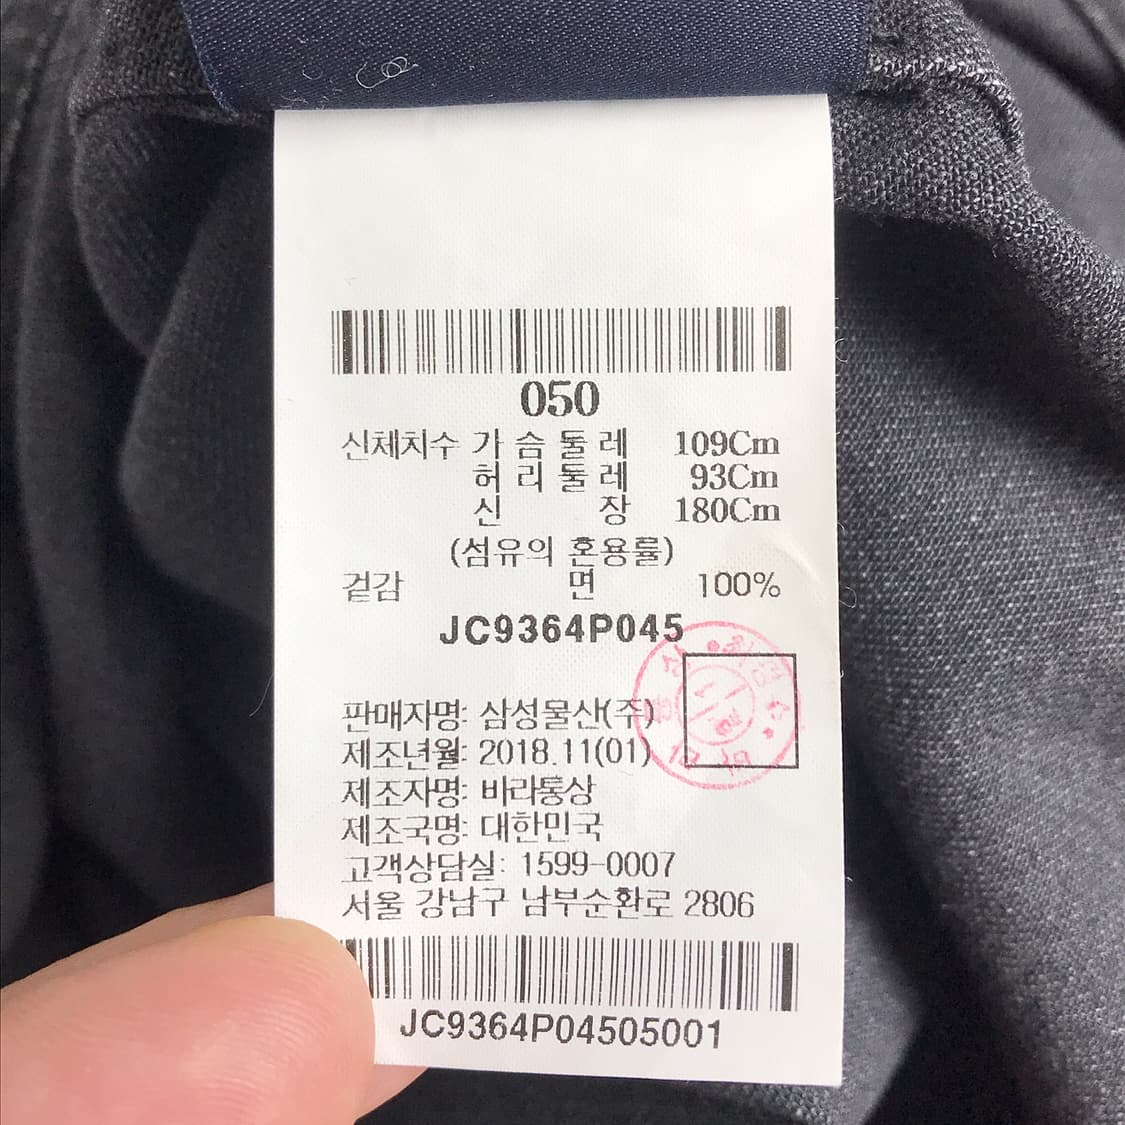 050
신체치수 가슴둘레 109Cm
허리둘레 93Cm
신장 180Cm
(섬유의 혼용률)
겉감 면 100%
JC9364P045
판매자명: 삼성물산(주)
제조년월: 2018.11(01)
제조자명: 바라통상
제조국명: 대한민국
고객상담실: 1599-0007
서울 강남구 남부순환로 2806
JC9364P04505001